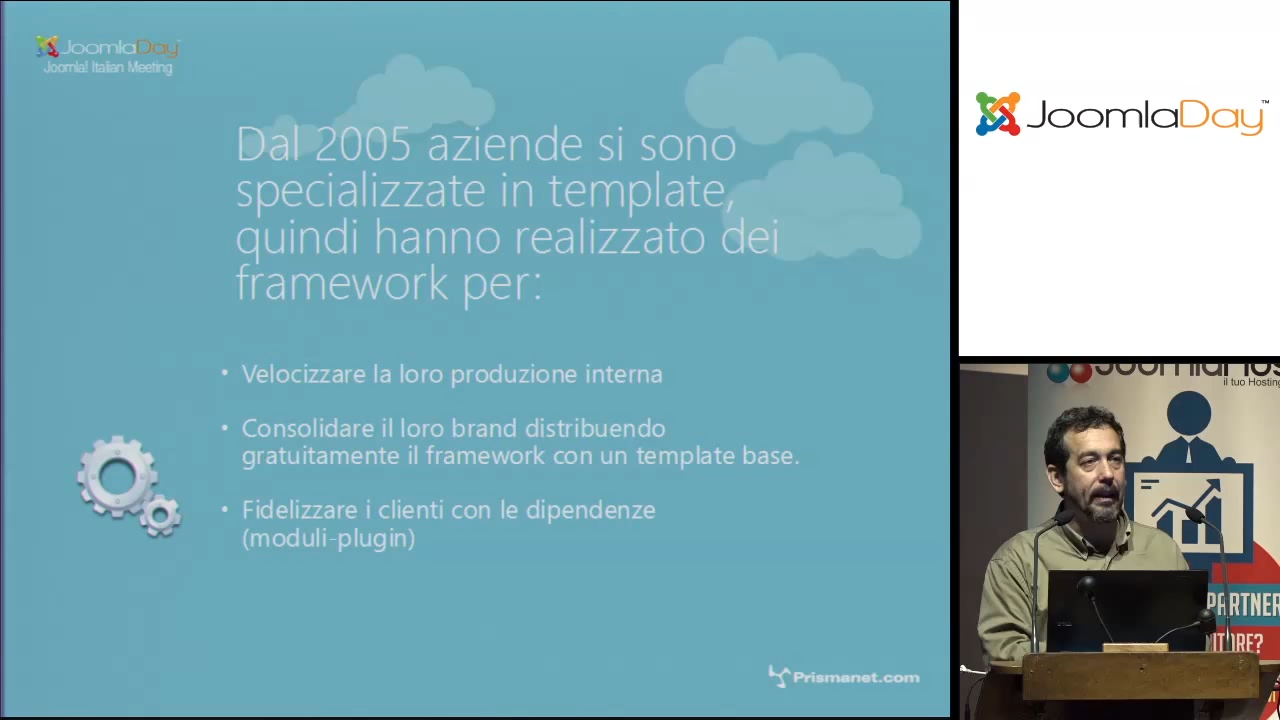 JoomlaDay™
Joomla! Italian Meeting
Dal 2005 aziende si sono
specializzate in template,
quindi hanno realizzato dei
framework per:
• Velocizzare la loro produzione interna
• Consolidare il loro brand distribuendo
gratuitamente il framework con un template base.
• Fidelizzare i clienti con le dipendenze
(moduli-plugin)
Prismanet.com
JoomlaDay™
il tuo Hosting
PARTNER